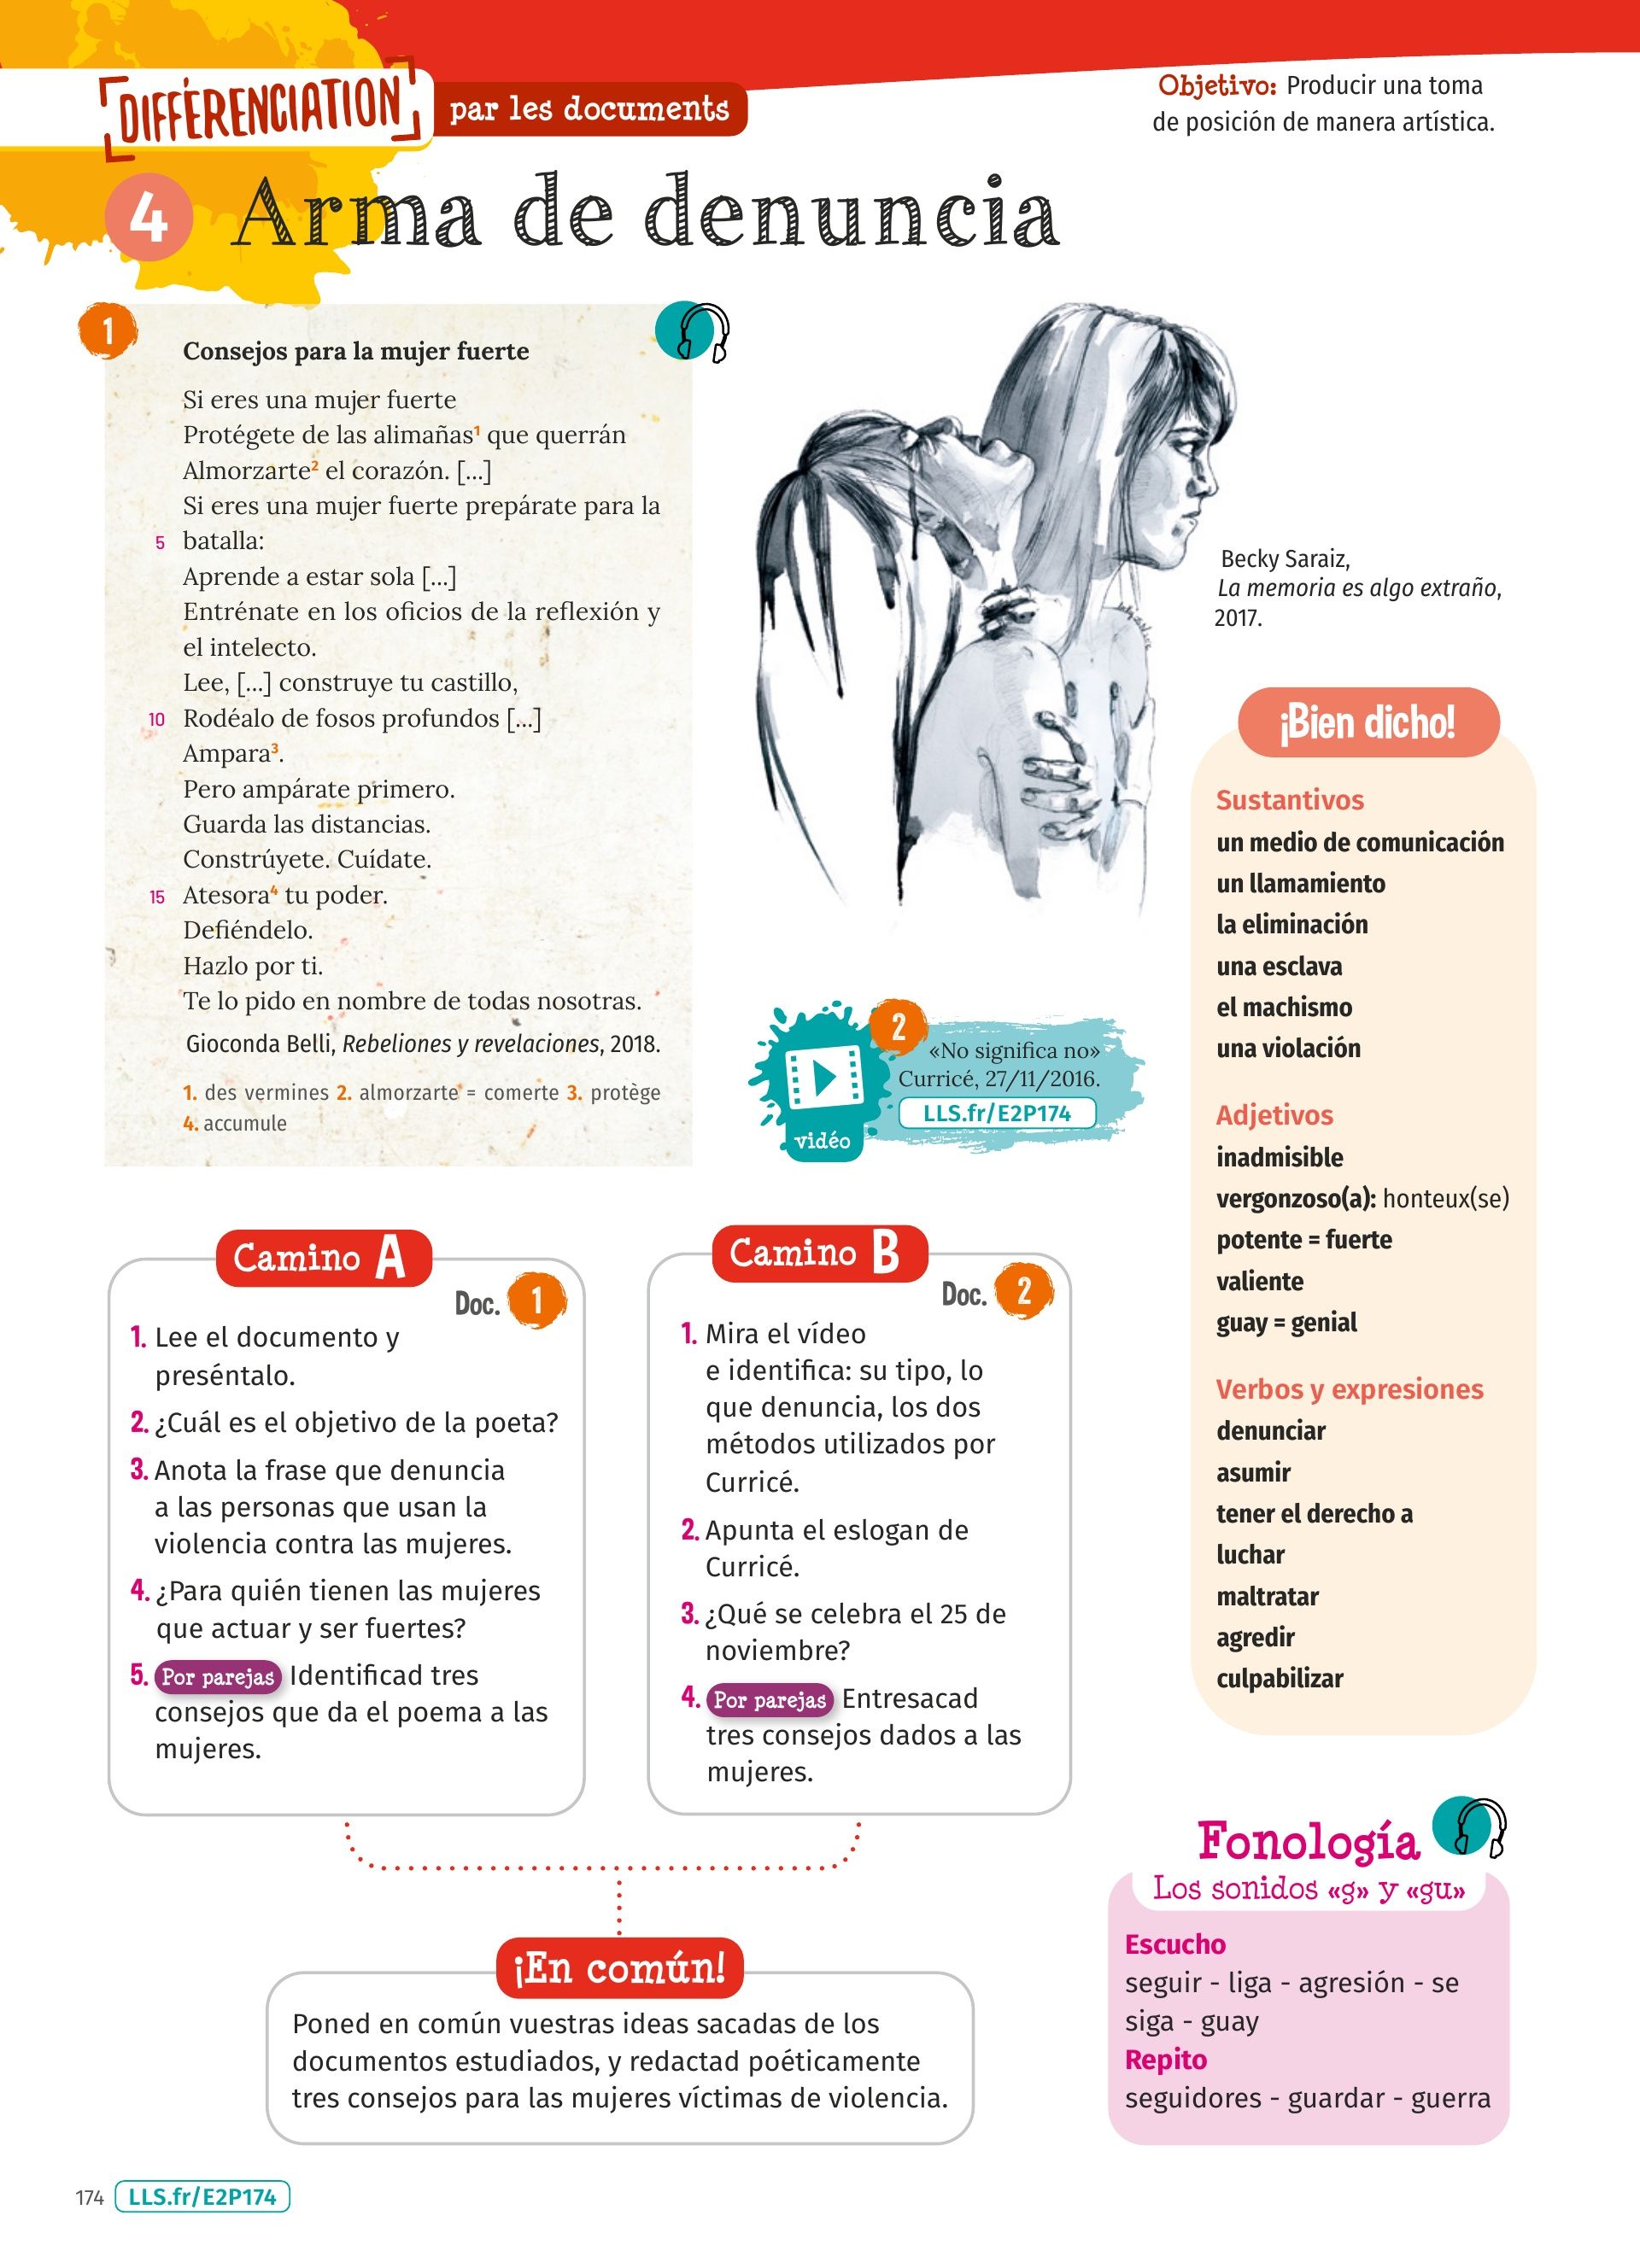 DIFFÉRENCIATION par les documents
Objetivo: Producir una toma
de posición de manera artística.
4 Arma de denuncia
1
Consejos para la mujer fuerte
Si eres una mujer fuerte
Protégete de las alimañas¹ que querrán
Almorzarte² el corazón. [...]
Si eres una mujer fuerte prepárate para la
5 batalla:
Aprende a estar sola [...]
Entrénate en los oficios de la reflexión y
el intelecto.
Lee, [...] construye tu castillo,
10 Rodéalo de fosos profundos [...]
Ampara³.
Pero ampárate primero.
Guarda las distancias.
Constrúyete. Cuídate.
15 Atesora⁴ tu poder.
Defiéndelo.
Hazlo por ti.
Te lo pido en nombre de todas nosotras.
Gioconda Belli, Rebeliones y revelaciones, 2018.
1. des vermines 2. almorzarte = comerte 3. protège
4. accumule
Becky Saraiz,
La memoria es algo extraño,
2017.
2
«No significa no»
Curricé, 27/11/2016.
LLS.fr/E2P174
vidéo
¡Bien dicho!
Sustantivos
un medio de comunicación
un llamamiento
la eliminación
una esclava
el machismo
una violación
Adjetivos
inadmisible
vergonzoso(a): honteux(se)
potente = fuerte
valiente
guay = genial
Verbos y expresiones
denunciar
asumir
tener el derecho a
luchar
maltratar
agredir
culpabilizar
Camino A
Doc. 1
1. Lee el documento y
preséntalo.
2. ¿Cuál es el objetivo de la poeta?
3. Anota la frase que denuncia
a las personas que usan la
violencia contra las mujeres.
4. ¿Para quién tienen las mujeres
que actuar y ser fuertes?
5. Por parejas Identificad tres
consejos que da el poema a las
mujeres.
Camino B
Doc. 2
1. Mira el vídeo
e identifica: su tipo, lo
que denuncia, los dos
métodos utilizados por
Curricé.
2. Apunta el eslogan de
Curricé.
3. ¿Qué se celebra el 25 de
noviembre?
4. Por parejas Entresacad
tres consejos dados a las
mujeres.
¡En común!
Poned en común vuestras ideas sacadas de los
documentos estudiados, y redactad poéticamente
tres consejos para las mujeres víctimas de violencia.
Fonología
Los sonidos «g» y «gu»
Escucho
seguir - liga - agresión - se
siga - guay
Repito
seguidores - guardar - guerra
174 LLS.fr/E2P174